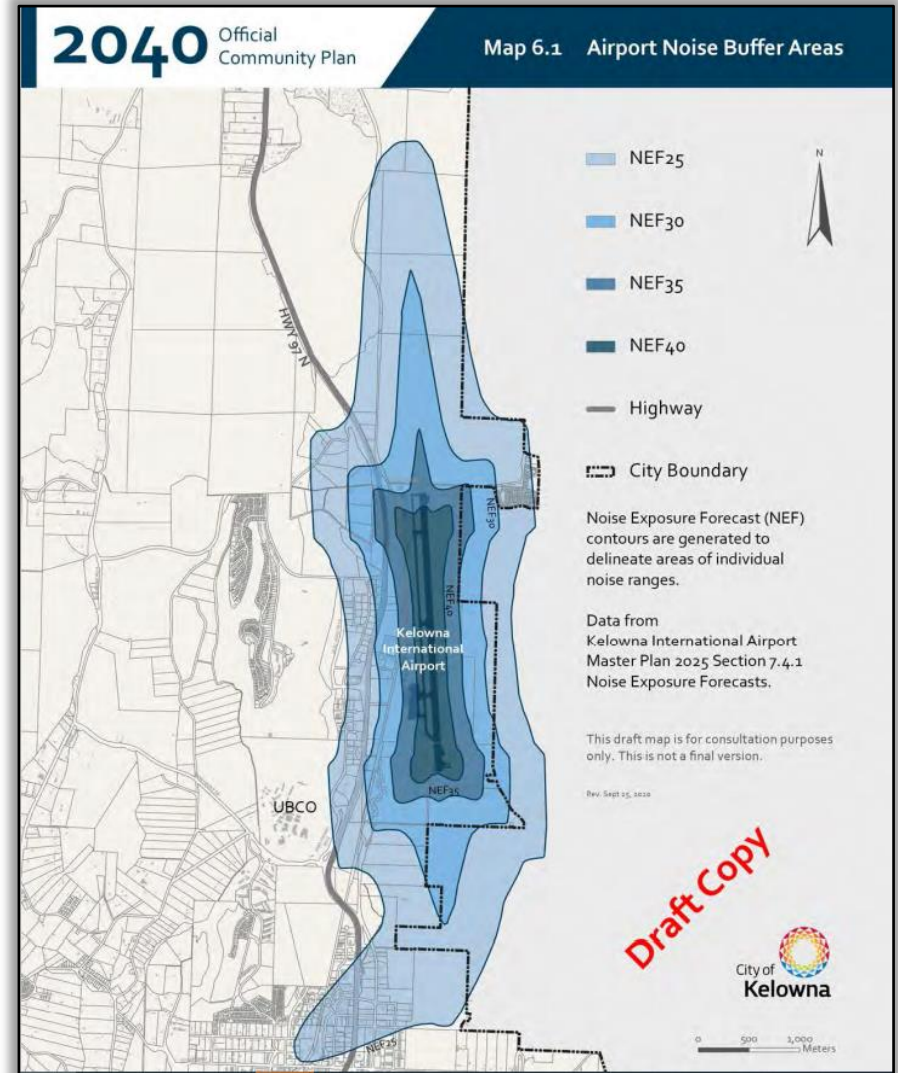 2040 Official
Community Plan
Map 6.1 Airport Noise Buffer Areas
NEF25
NEF30
NEF35
NEF40
Highway
City Boundary
N
Noise Exposure Forecast (NEF)
contours are generated to
delineate areas of individual
noise ranges.
Data from
Kelowna International Airport
Master Plan 2025 Section 7.4.1
Noise Exposure Forecasts.
This draft map is for consultation purposes
only. This is not a final version.
Rev. Sept 25, 2020
HWY 97 N
NEF30
NEF40
Kelowna
International
Airport
NEF35
UBCO
NEF25
Draft Copy
City of
Kelowna
0 500 1,000
Meters